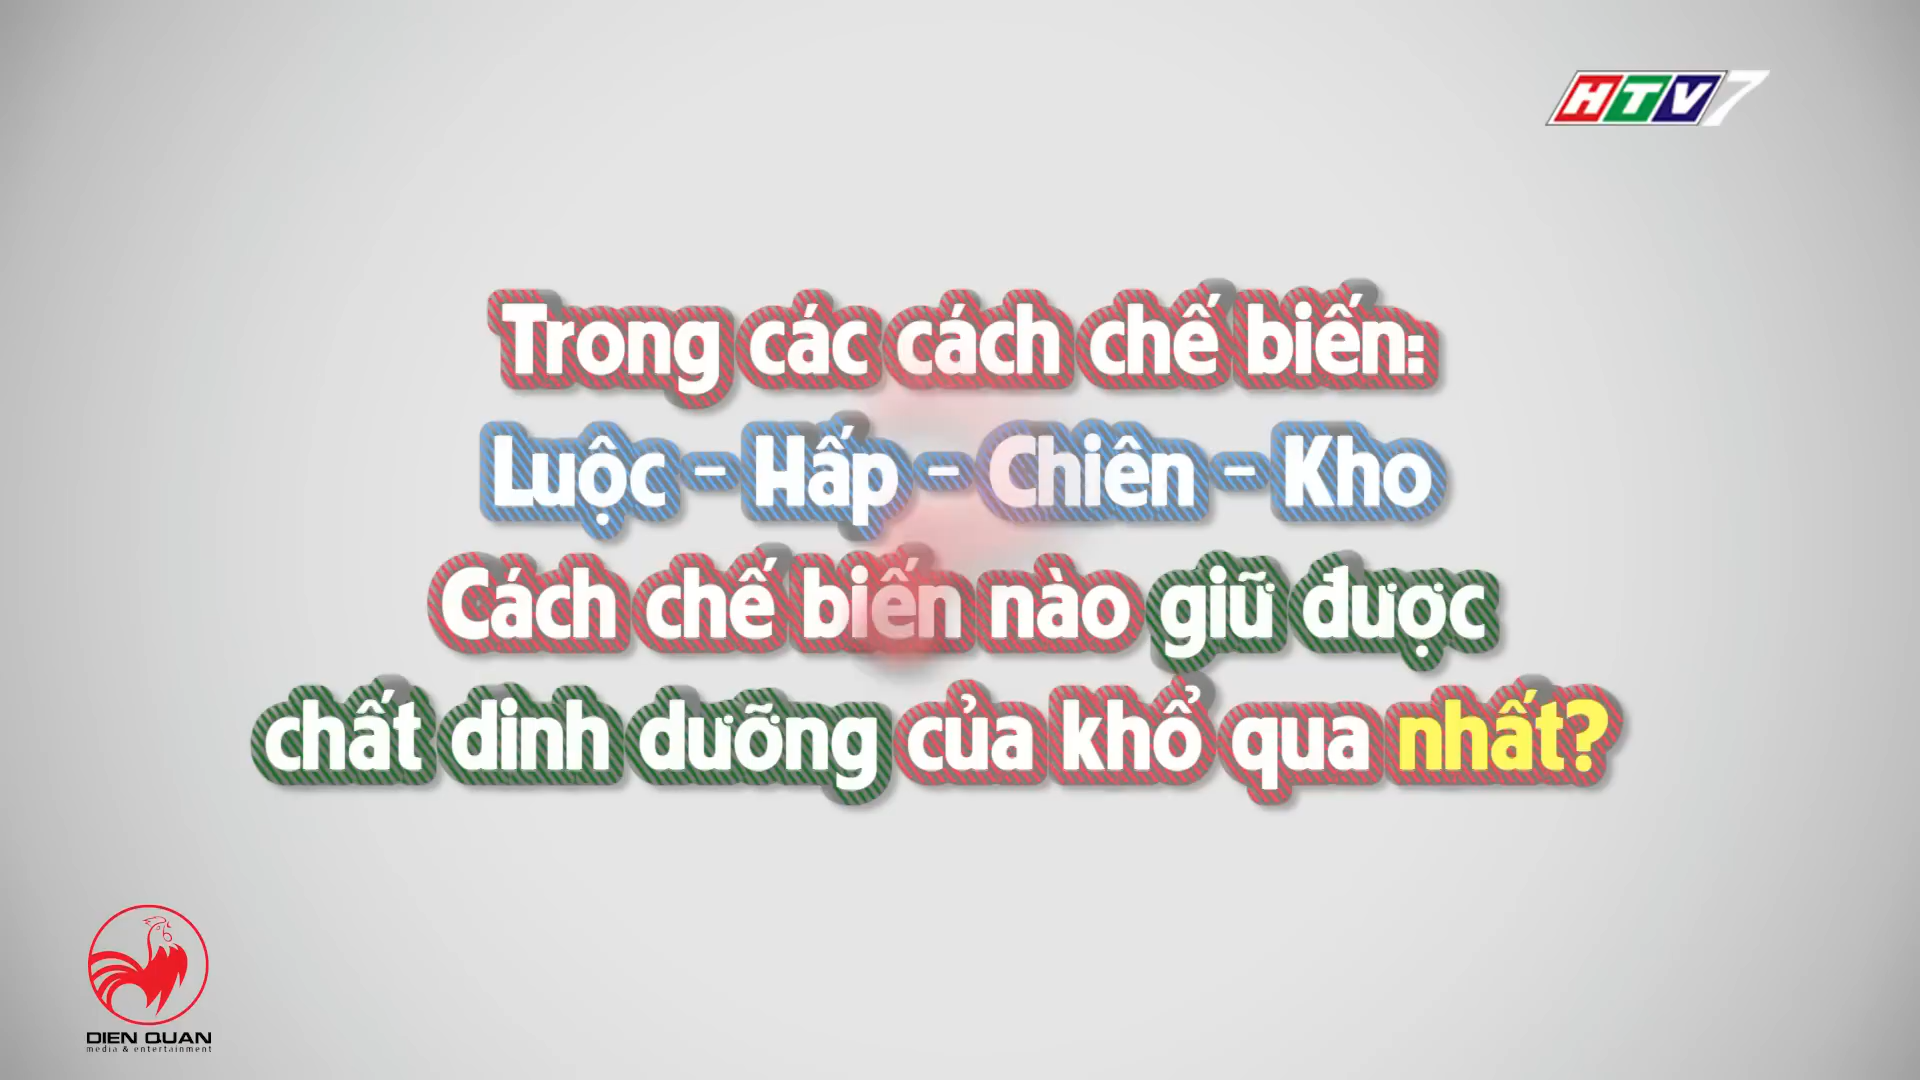 HTV7
Trong các cách chế biến:
Luộc - Hấp - Chiên - Kho
Cách chế biến nào giữ được
chất dinh dưỡng của khổ qua nhất?
DIEN QUAN
media & entertainment